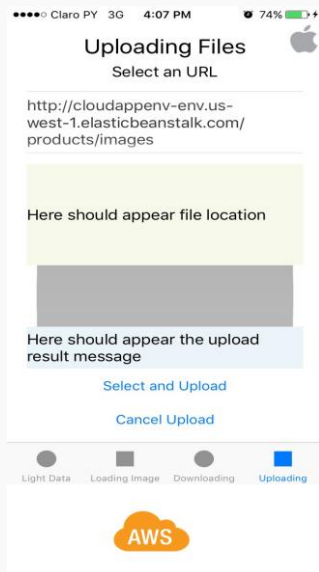 Claro PY 3G 4:07 PM 74%
Uploading Files
Select an URL
http://cloudappenv-env.us-
west-1.elasticbeanstalk.com/
products/images
Here should appear file location
Here should appear the upload
result message
Select and Upload
Cancel Upload
Light Data Loading Image Downloading Uploading
AWS